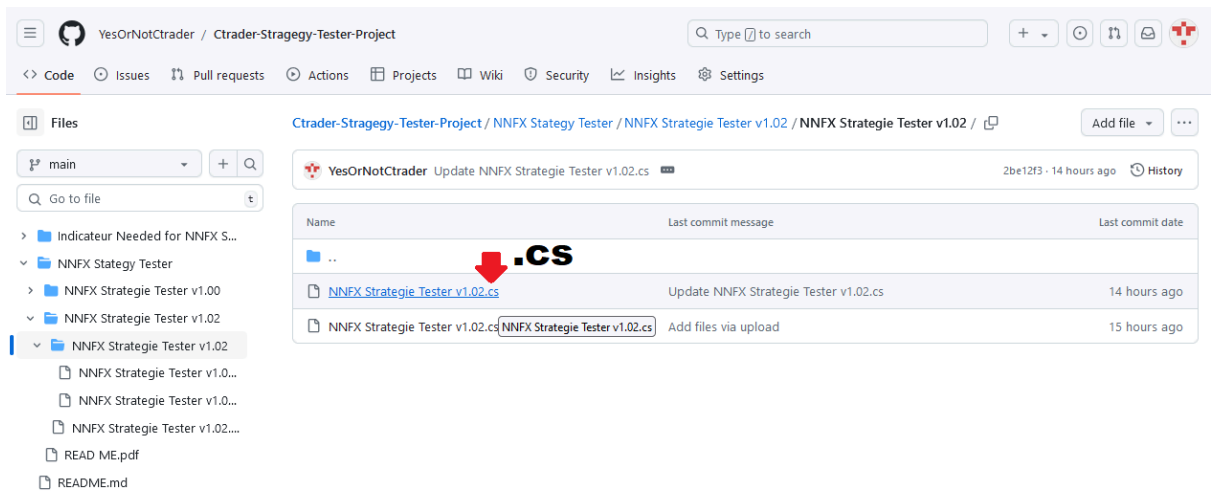 YesOrNotCtrader / Ctrader-Stragegy-Tester-Project
Type / to search
Code Issues Pull requests Actions Projects Wiki Security Insights Settings
Files
main
Go to file t
Indicateur Needed for NNFX S...
NNFX Stategy Tester
NNFX Strategie Tester v1.00
NNFX Strategie Tester v1.02
NNFX Strategie Tester v1.02
NNFX Strategie Tester v1.0...
NNFX Strategie Tester v1.0...
NNFX Strategie Tester v1.02....
READ ME.pdf
README.md
Ctrader-Stragegy-Tester-Project / NNFX Stategy Tester / NNFX Strategie Tester v1.02 / NNFX Strategie Tester v1.02 /
Add file
YesOrNotCtrader Update NNFX Strategie Tester v1.02.cs
2be12f3 · 14 hours ago History
Name Last commit message Last commit date
..
.cs
NNFX Strategie Tester v1.02.cs Update NNFX Strategie Tester v1.02.cs 14 hours ago
NNFX Strategie Tester v1.02.cs NNFX Strategie Tester v1.02.cs Add files via upload 15 hours ago